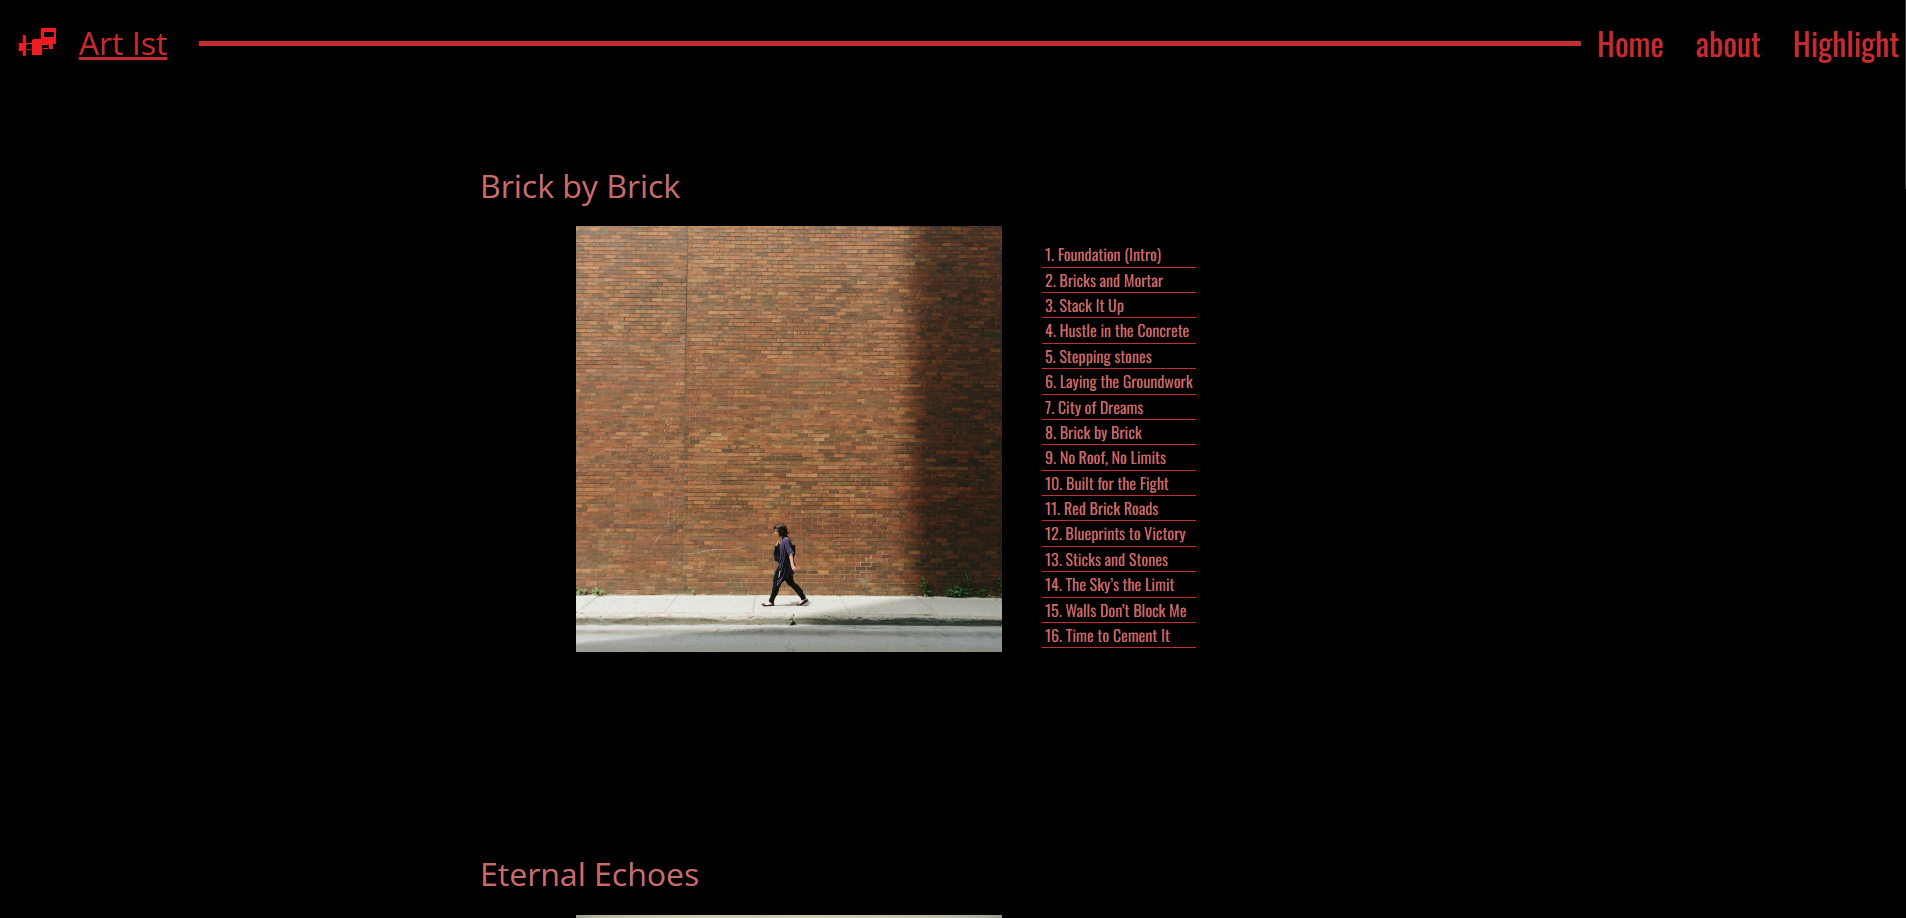 Art Ist
Home about Highlight
Brick by Brick
1. Foundation (Intro)
2. Bricks and Mortar
3. Stack It Up
4. Hustle in the Concrete
5. Stepping stones
6. Laying the Groundwork
7. City of Dreams
8. Brick by Brick
9. No Roof, No Limits
10. Built for the Fight
11. Red Brick Roads
12. Blueprints to Victory
13. Sticks and Stones
14. The Sky’s the Limit
15. Walls Don’t Block Me
16. Time to Cement It
Eternal Echoes